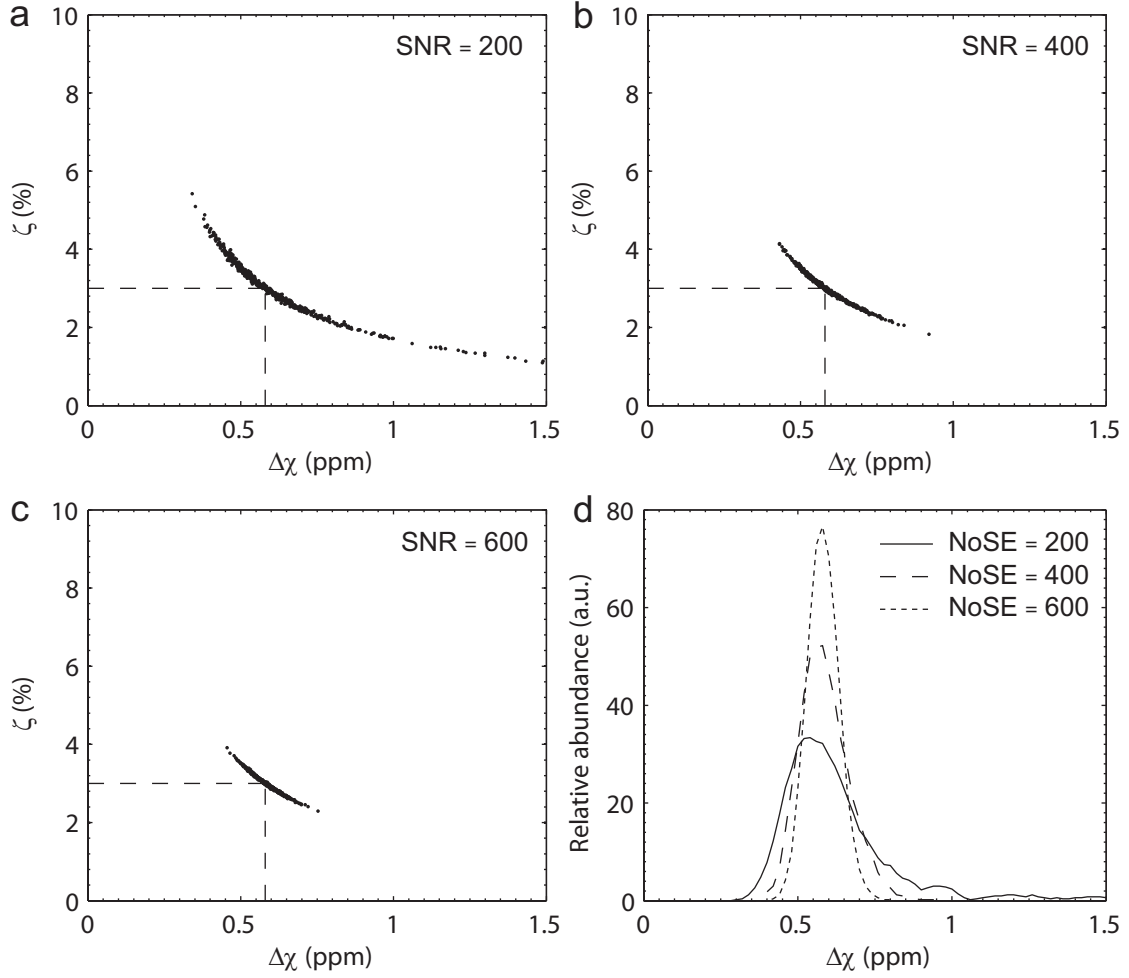 a
SNR = 200
10
8
6
4
2
0
ζ (%)
0
0.5
1
1.5
Δχ (ppm)
b
SNR = 400
10
8
6
4
2
0
ζ (%)
0
0.5
1
1.5
Δχ (ppm)
c
SNR = 600
10
8
6
4
2
0
ζ (%)
0
0.5
1
1.5
Δχ (ppm)
d
NoSE = 200
NoSE = 400
NoSE = 600
80
60
40
20
0
Relative abundance (a.u.)
0
0.5
1
1.5
Δχ (ppm)